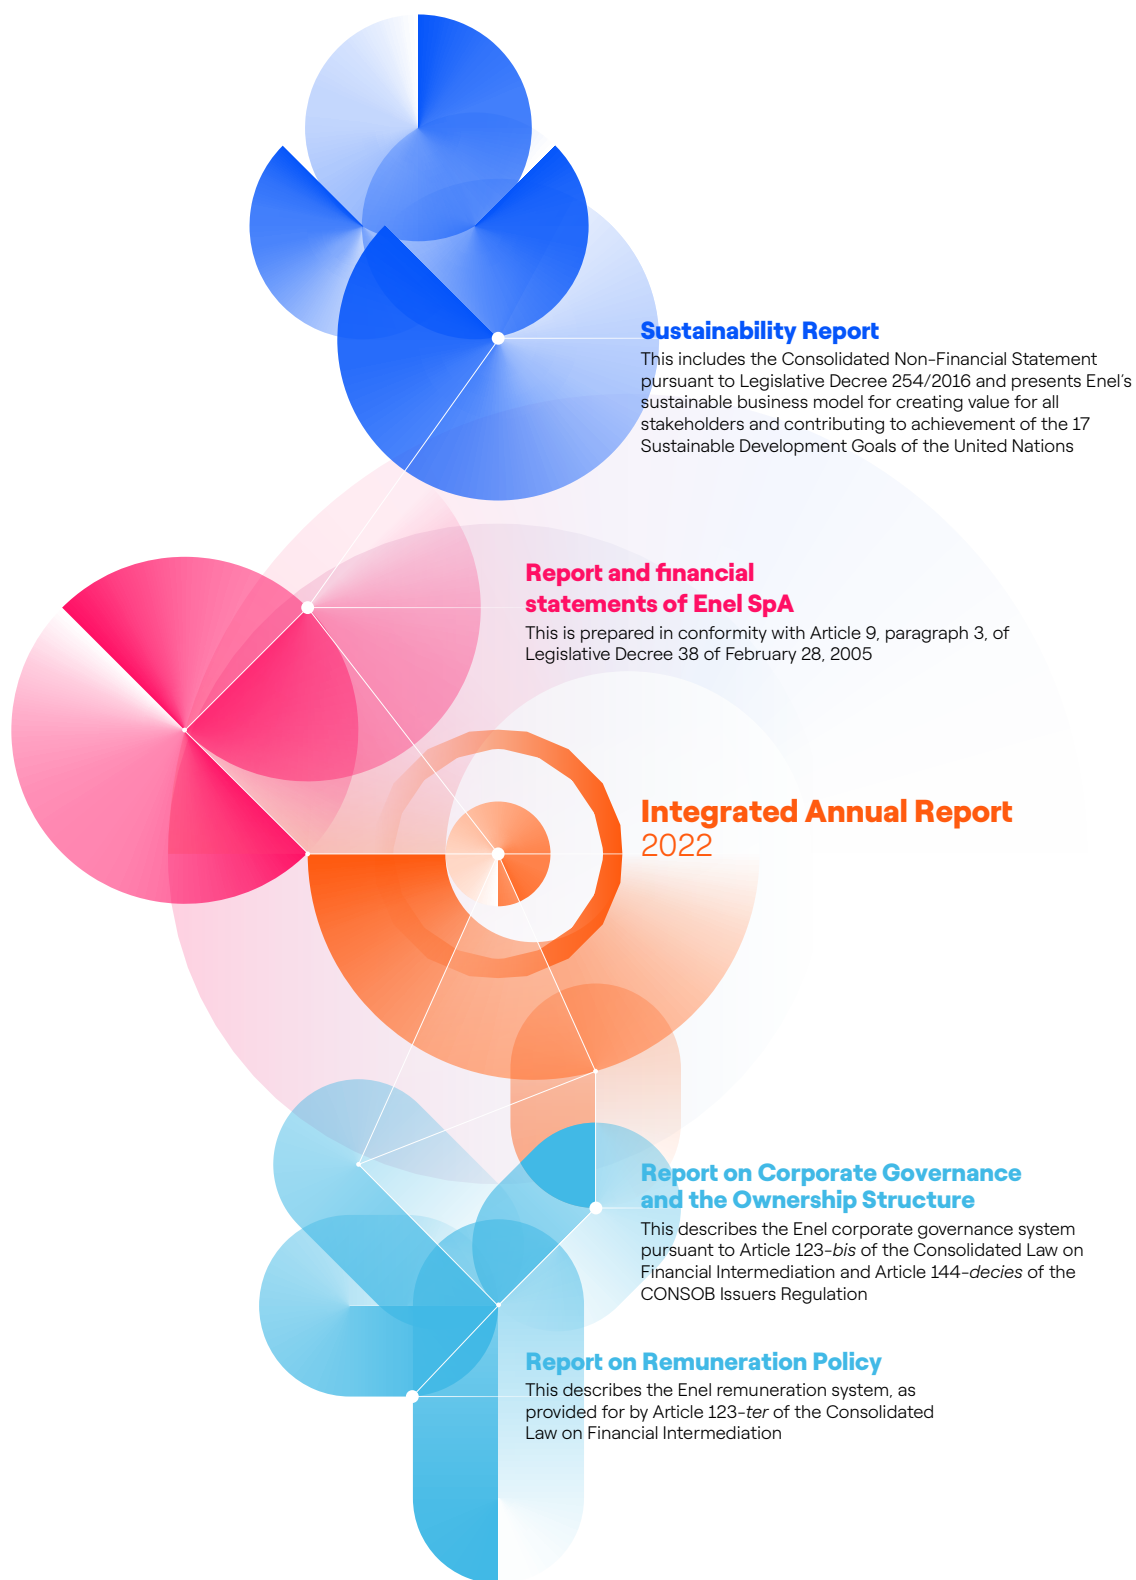 Sustainability Report
This includes the Consolidated Non-Financial Statement
pursuant to Legislative Decree 254/2016 and presents Enel's
sustainable business model for creating value for all
stakeholders and contributing to achievement of the 17
Sustainable Development Goals of the United Nations
Report and financial
statements of Enel SpA
This is prepared in conformity with Article 9, paragraph 3, of
Legislative Decree 38 of February 28, 2005
Integrated Annual Report
2022
Report on Corporate Governance
and the Ownership Structure
This describes the Enel corporate governance system
pursuant to Article 123-bis of the Consolidated Law on
Financial Intermediation and Article 144-decies of the
CONSOB Issuers Regulation
Report on Remuneration Policy
This describes the Enel remuneration system, as
provided for by Article 123-ter of the Consolidated
Law on Financial Intermediation